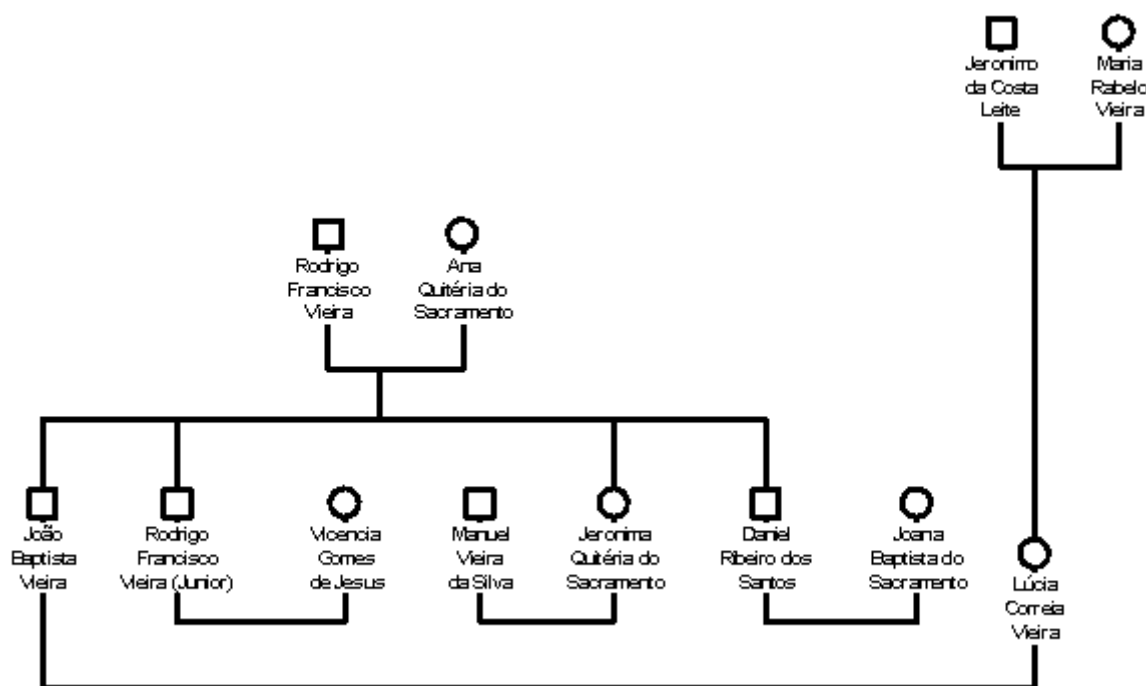 Jeronimo
da Costa
Leite
Maria
Rabelo
Vieira
Rodrigo
Francisco
Vieira
Ana
Quitéria do
Sacramento
João
Baptista
Vieira
Rodrigo
Francisco
Vieira (Junior)
Vicencia
Gomes
de Jesus
Manuel
Vieira
da Silva
Jeronima
Quitéria do
Sacramento
Daniel
Ribeiro dos
Santos
Joana
Baptista do
Sacramento
Lúcia
Correia
Vieira